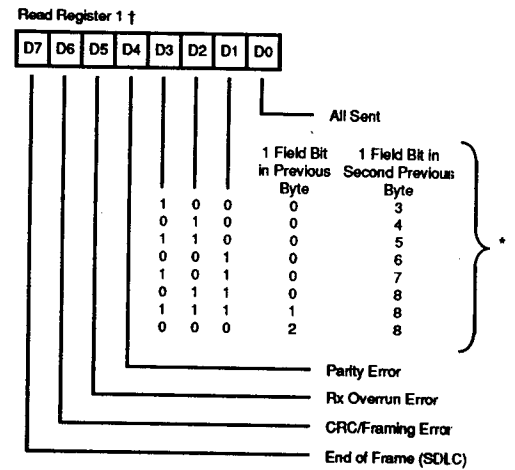 Read Register 1 †
D7 D6 D5 D4 D3 D2 D1 D0
All Sent
1 Field Bit in Previous Byte
1 Field Bit in Second Previous Byte
1 0 0 0 3
0 1 0 0 4
1 1 0 0 5
0 0 1 0 6
1 0 1 0 7
0 1 1 0 8
1 1 1 1 8
0 0 0 2 8
*
Parity Error
Rx Overrun Error
CRC/Framing Error
End of Frame (SDLC)